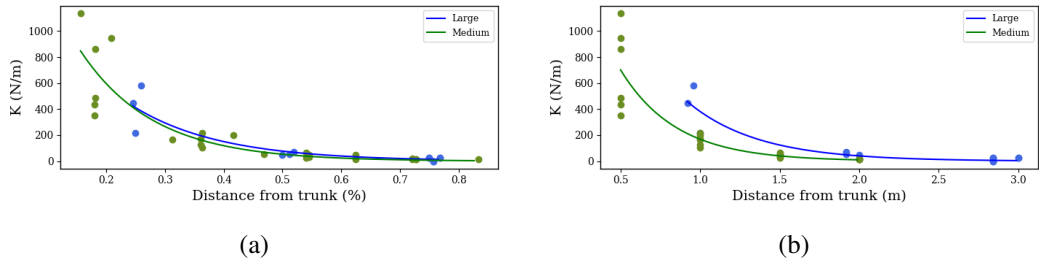 Large
Medium
K (N/m)
1000
800
600
400
200
0
0.2 0.3 0.4 0.5 0.6 0.7 0.8
Distance from trunk (%)
(a)
Large
Medium
K (N/m)
1000
800
600
400
200
0
0.5 1.0 1.5 2.0 2.5 3.0
Distance from trunk (m)
(b)